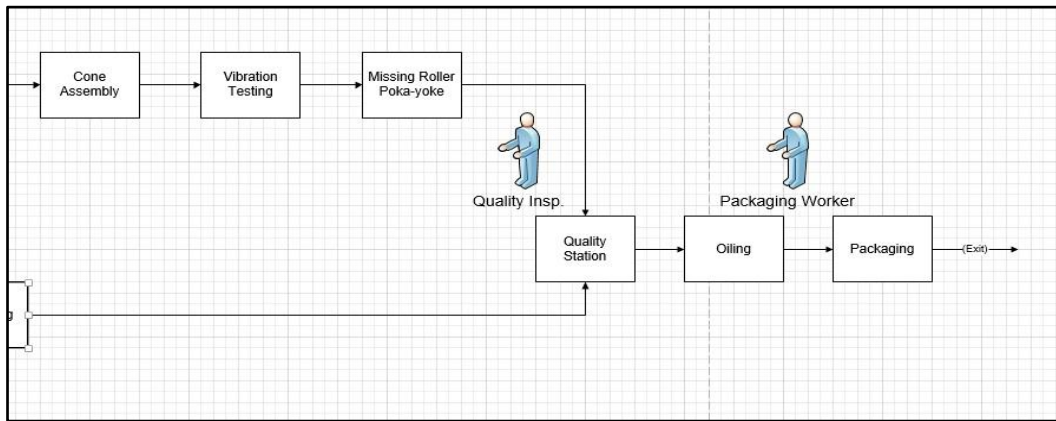 Cone
Assembly
Vibration
Testing
Missing Roller
Poka-yoke
Quality Insp.
Packaging Worker
Quality
Station
Oiling
Packaging
(Exit)
g